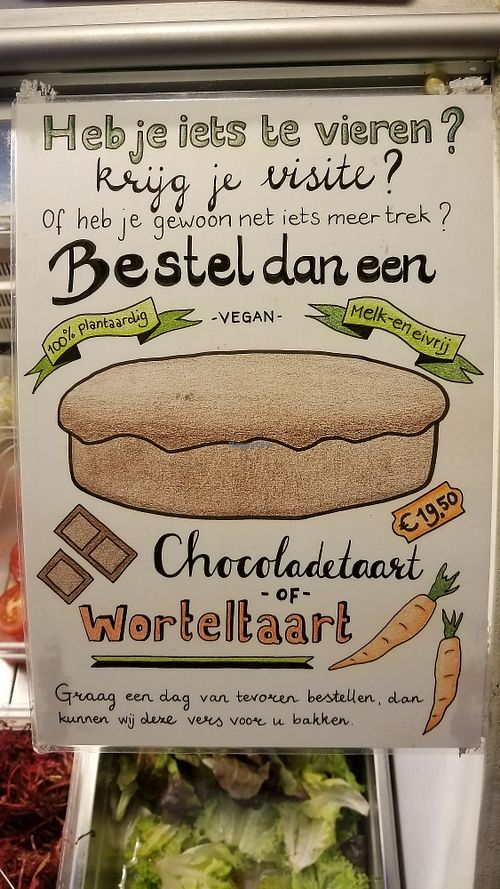 Heb je iets te vieren?
krijg je visite?
Of heb je gewoon net iets meer trek?
Bestel dan een
100% plantaardig
-VEGAN-
Melk- en eivrij
€19,50
Chocoladetaart
-OF-
Worteltaart
Graag een dag van tevoren bestellen, dan
kunnen wij deze vers voor u bakken.